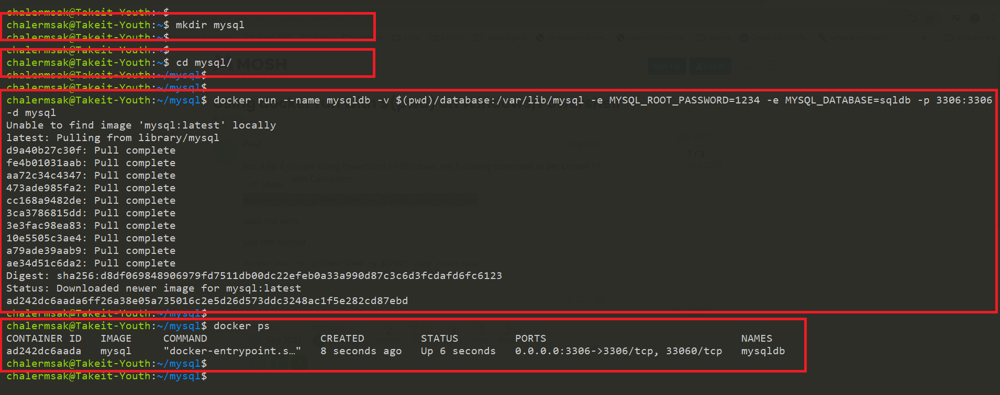 chalermsak@Takeit-Youth:~$
chalermsak@Takeit-Youth:~$ mkdir mysql
chalermsak@Takeit-Youth:~$
chalermsak@Takeit-Youth:~$
chalermsak@Takeit-Youth:~$ cd mysql/
chalermsak@Takeit-Youth:~/mysql$
chalermsak@Takeit-Youth:~/mysql$
chalermsak@Takeit-Youth:~/mysql$ docker run --name mysqldb -v $(pwd)/database:/var/lib/mysql -e MYSQL_ROOT_PASSWORD=1234 -e MYSQL_DATABASE=sqldb -p 3306:3306
-d mysql
Unable to find image 'mysql:latest' locally
latest: Pulling from library/mysql
d9a40b27c30f: Pull complete
fe4b01031aab: Pull complete
aa72c34c4347: Pull complete
473ade985fa2: Pull complete
cc168a9482de: Pull complete
3ca3786815dd: Pull complete
3e3fac98ea83: Pull complete
10e5505c3ae4: Pull complete
a79ade39aab9: Pull complete
ae34d51c6da2: Pull complete
Digest: sha256:d8df069848906979fd7511db00dc22efeb0a33a990d87c3c6d3fcdafd6fc6123
Status: Downloaded newer image for mysql:latest
ad242dc6aada6ff26a38e05a735016c2e5d26d573ddc3248ac1f5e282cd87ebd
chalermsak@Takeit-Youth:~/mysql$
chalermsak@Takeit-Youth:~/mysql$ docker ps
CONTAINER ID IMAGE COMMAND CREATED STATUS PORTS NAMES
ad242dc6aada mysql "docker-entrypoint.s…" 8 seconds ago Up 6 seconds 0.0.0.0:3306->3306/tcp, 33060/tcp mysqldb
chalermsak@Takeit-Youth:~/mysql$
chalermsak@Takeit-Youth:~/mysql$